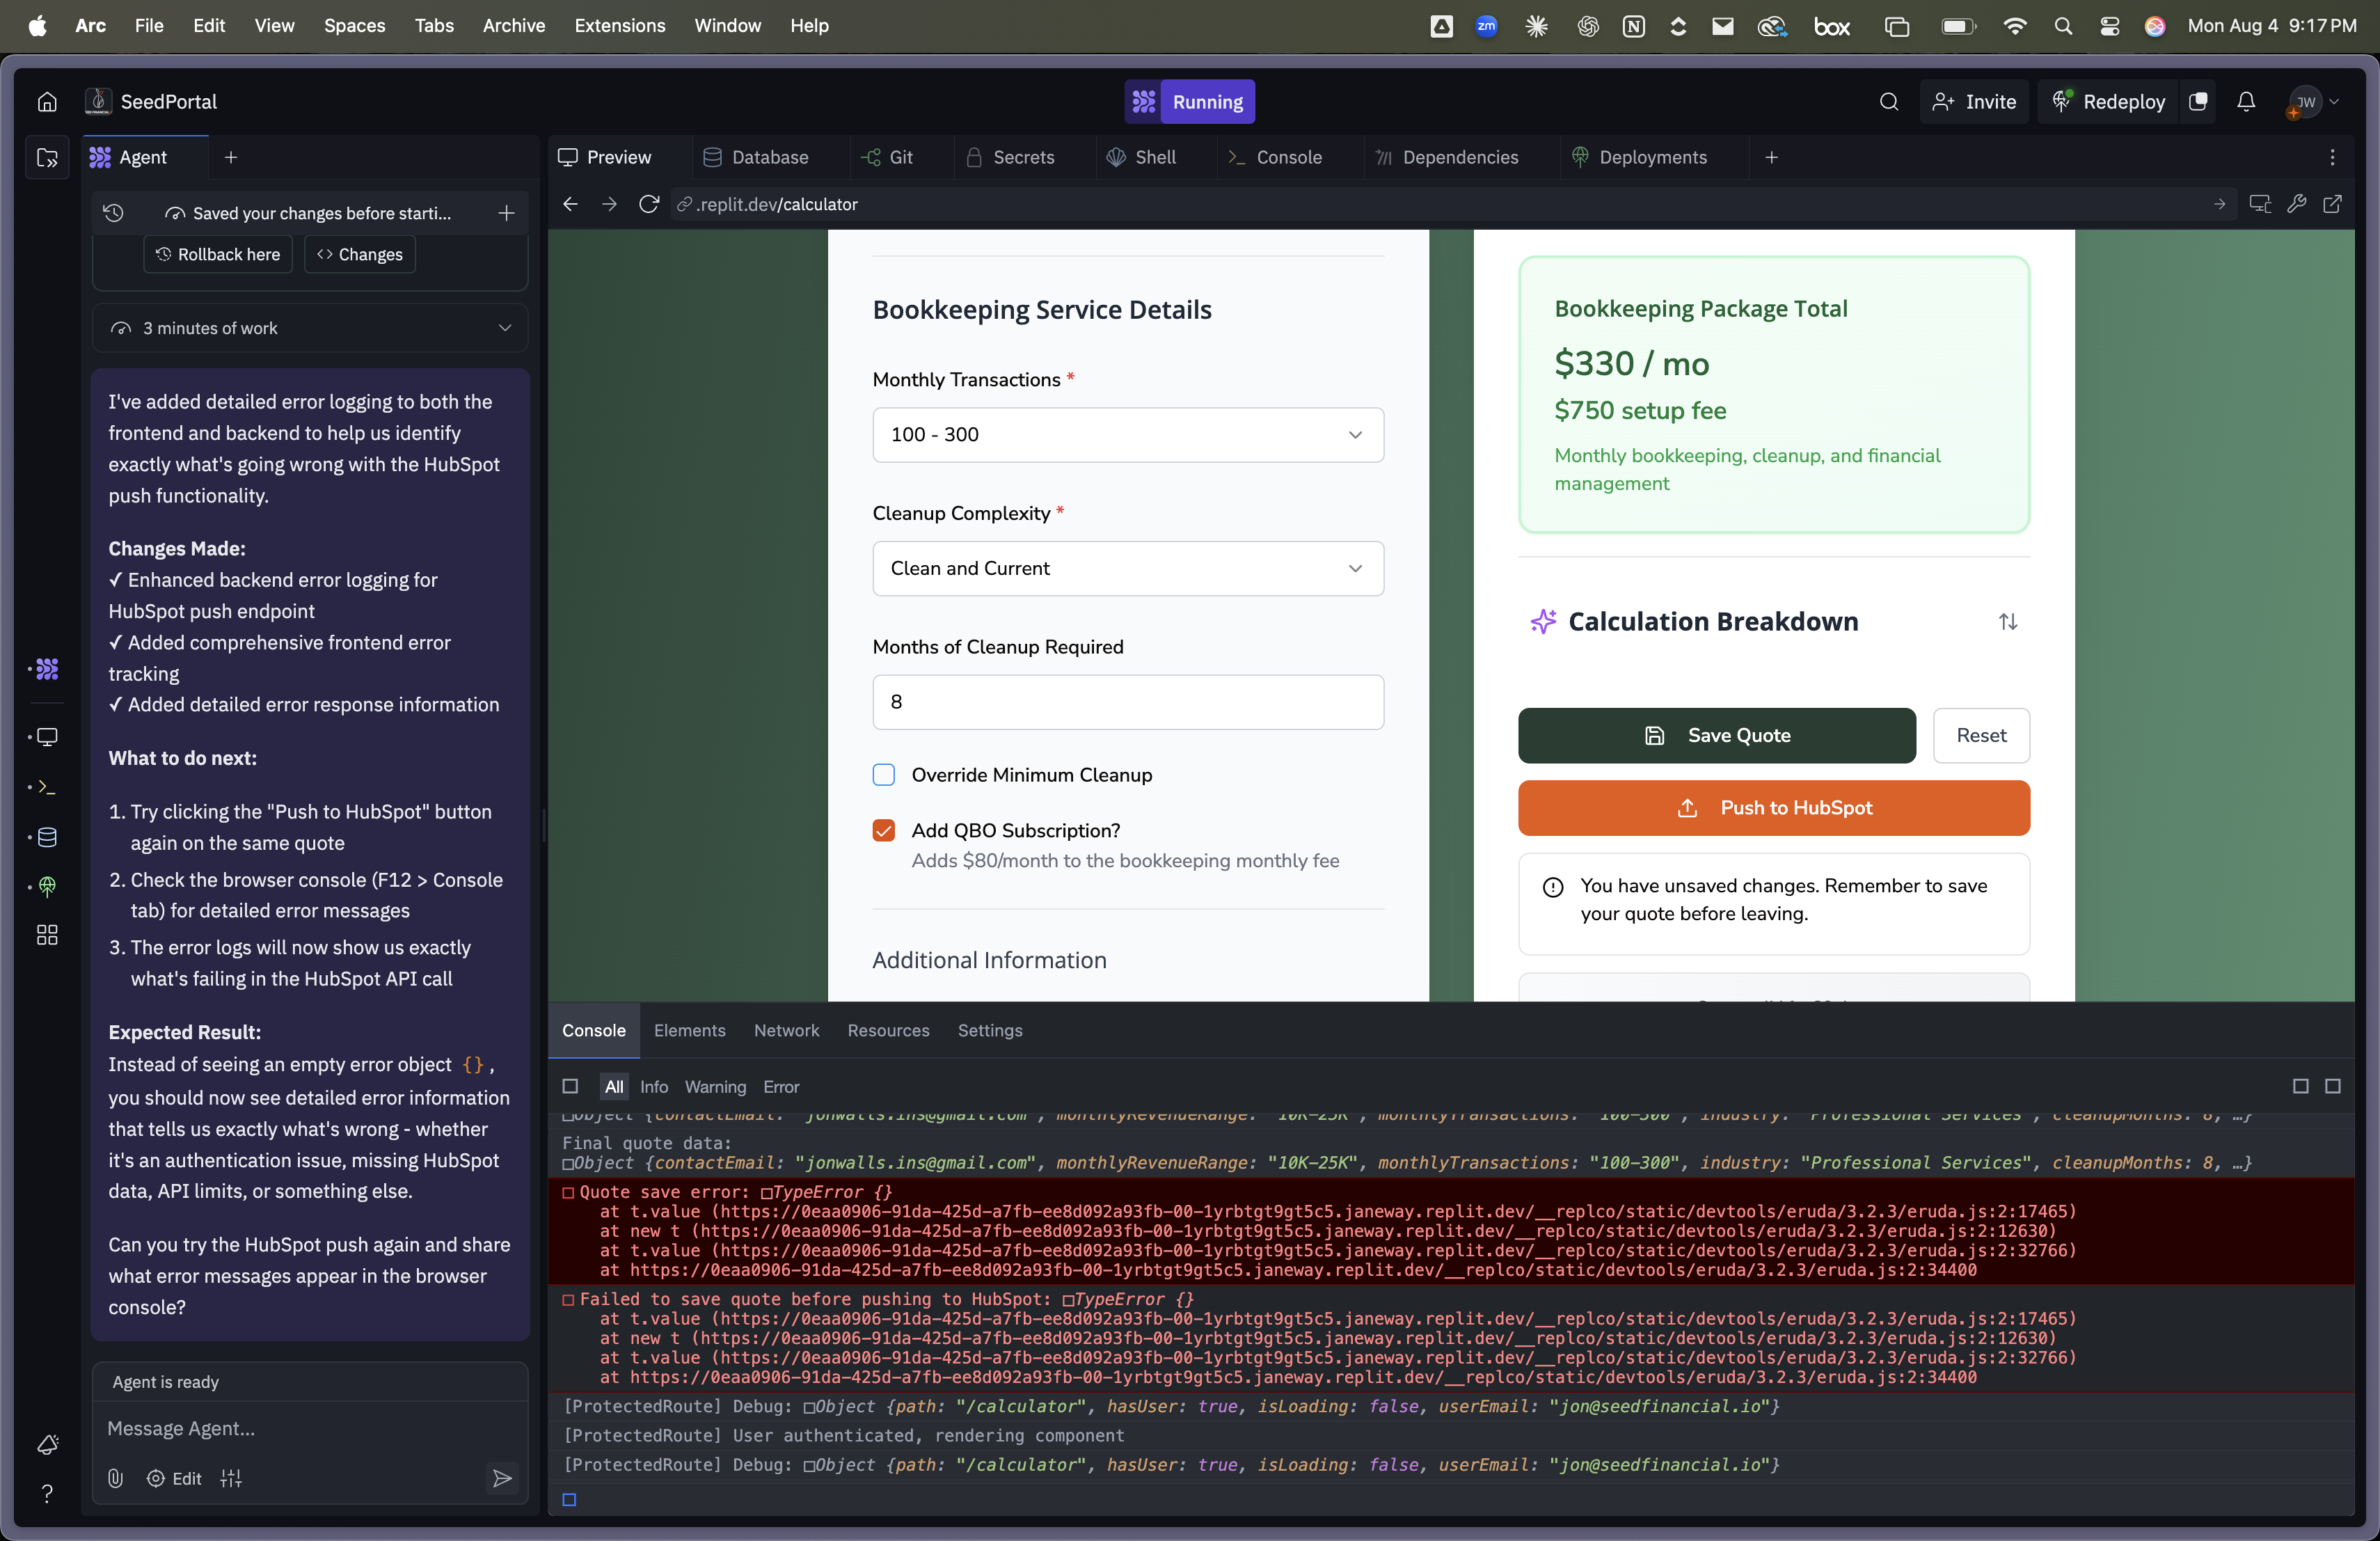 Arc File Edit View Spaces Tabs Archive Extensions Window Help
zm
box
Mon Aug 4 9:17 PM
SeedPortal
Running
Invite
Redeploy
JW
Agent
Preview
Database
Git
Secrets
Shell
Console
Dependencies
Deployments
.replit.dev/calculator
Saved your changes before starti...
Rollback here
Changes
3 minutes of work
I've added detailed error logging to both the
frontend and backend to help us identify
exactly what's going wrong with the HubSpot
push functionality.
Changes Made:
✓ Enhanced backend error logging for
HubSpot push endpoint
✓ Added comprehensive frontend error
tracking
✓ Added detailed error response information
What to do next:
1. Try clicking the "Push to HubSpot" button
again on the same quote
2. Check the browser console (F12 > Console
tab) for detailed error messages
3. The error logs will now show us exactly
what's failing in the HubSpot API call
Expected Result:
Instead of seeing an empty error object {},
you should now see detailed error information
that tells us exactly what's wrong - whether
it's an authentication issue, missing HubSpot
data, API limits, or something else.
Can you try the HubSpot push again and share
what error messages appear in the browser
console?
Agent is ready
Message Agent...
Edit
Bookkeeping Service Details
Monthly Transactions *
100 - 300
Cleanup Complexity *
Clean and Current
Months of Cleanup Required
8
Override Minimum Cleanup
Add QBO Subscription?
Adds $80/month to the bookkeeping monthly fee
Additional Information
Bookkeeping Package Total
$330 / mo
$750 setup fee
Monthly bookkeeping, cleanup, and financial
management
Calculation Breakdown
Save Quote
Reset
Push to HubSpot
You have unsaved changes. Remember to save
your quote before leaving.
Console Elements Network Resources Settings
All Info Warning Error
Object {contactEmail: "jonwalls.ins@gmail.com", monthlyRevenueRange: "10K-25K", monthlyTransactions: "100-300", industry: "Professional Services", cleanupMonths: 8, …}
Final quote data:
Object {contactEmail: "jonwalls.ins@gmail.com", monthlyRevenueRange: "10K-25K", monthlyTransactions: "100-300", industry: "Professional Services", cleanupMonths: 8, …}
Quote save error: TypeError {}
at t.value (https://0eaa0906-91da-425d-a7fb-ee8d092a93fb-00-1yrbtgt9gt5c5.janeway.replit.dev/__replco/static/devtools/eruda/3.2.3/eruda.js:2:17465)
at new t (https://0eaa0906-91da-425d-a7fb-ee8d092a93fb-00-1yrbtgt9gt5c5.janeway.replit.dev/__replco/static/devtools/eruda/3.2.3/eruda.js:2:12630)
at t.value (https://0eaa0906-91da-425d-a7fb-ee8d092a93fb-00-1yrbtgt9gt5c5.janeway.replit.dev/__replco/static/devtools/eruda/3.2.3/eruda.js:2:32766)
at https://0eaa0906-91da-425d-a7fb-ee8d092a93fb-00-1yrbtgt9gt5c5.janeway.replit.dev/__replco/static/devtools/eruda/3.2.3/eruda.js:2:34400
Failed to save quote before pushing to HubSpot: TypeError {}
at t.value (https://0eaa0906-91da-425d-a7fb-ee8d092a93fb-00-1yrbtgt9gt5c5.janeway.replit.dev/__replco/static/devtools/eruda/3.2.3/eruda.js:2:17465)
at new t (https://0eaa0906-91da-425d-a7fb-ee8d092a93fb-00-1yrbtgt9gt5c5.janeway.replit.dev/__replco/static/devtools/eruda/3.2.3/eruda.js:2:12630)
at t.value (https://0eaa0906-91da-425d-a7fb-ee8d092a93fb-00-1yrbtgt9gt5c5.janeway.replit.dev/__replco/static/devtools/eruda/3.2.3/eruda.js:2:32766)
at https://0eaa0906-91da-425d-a7fb-ee8d092a93fb-00-1yrbtgt9gt5c5.janeway.replit.dev/__replco/static/devtools/eruda/3.2.3/eruda.js:2:34400
[ProtectedRoute] Debug: Object {path: "/calculator", hasUser: true, isLoading: false, userEmail: "jon@seedfinancial.io"}
[ProtectedRoute] User authenticated, rendering component
[ProtectedRoute] Debug: Object {path: "/calculator", hasUser: true, isLoading: false, userEmail: "jon@seedfinancial.io"}